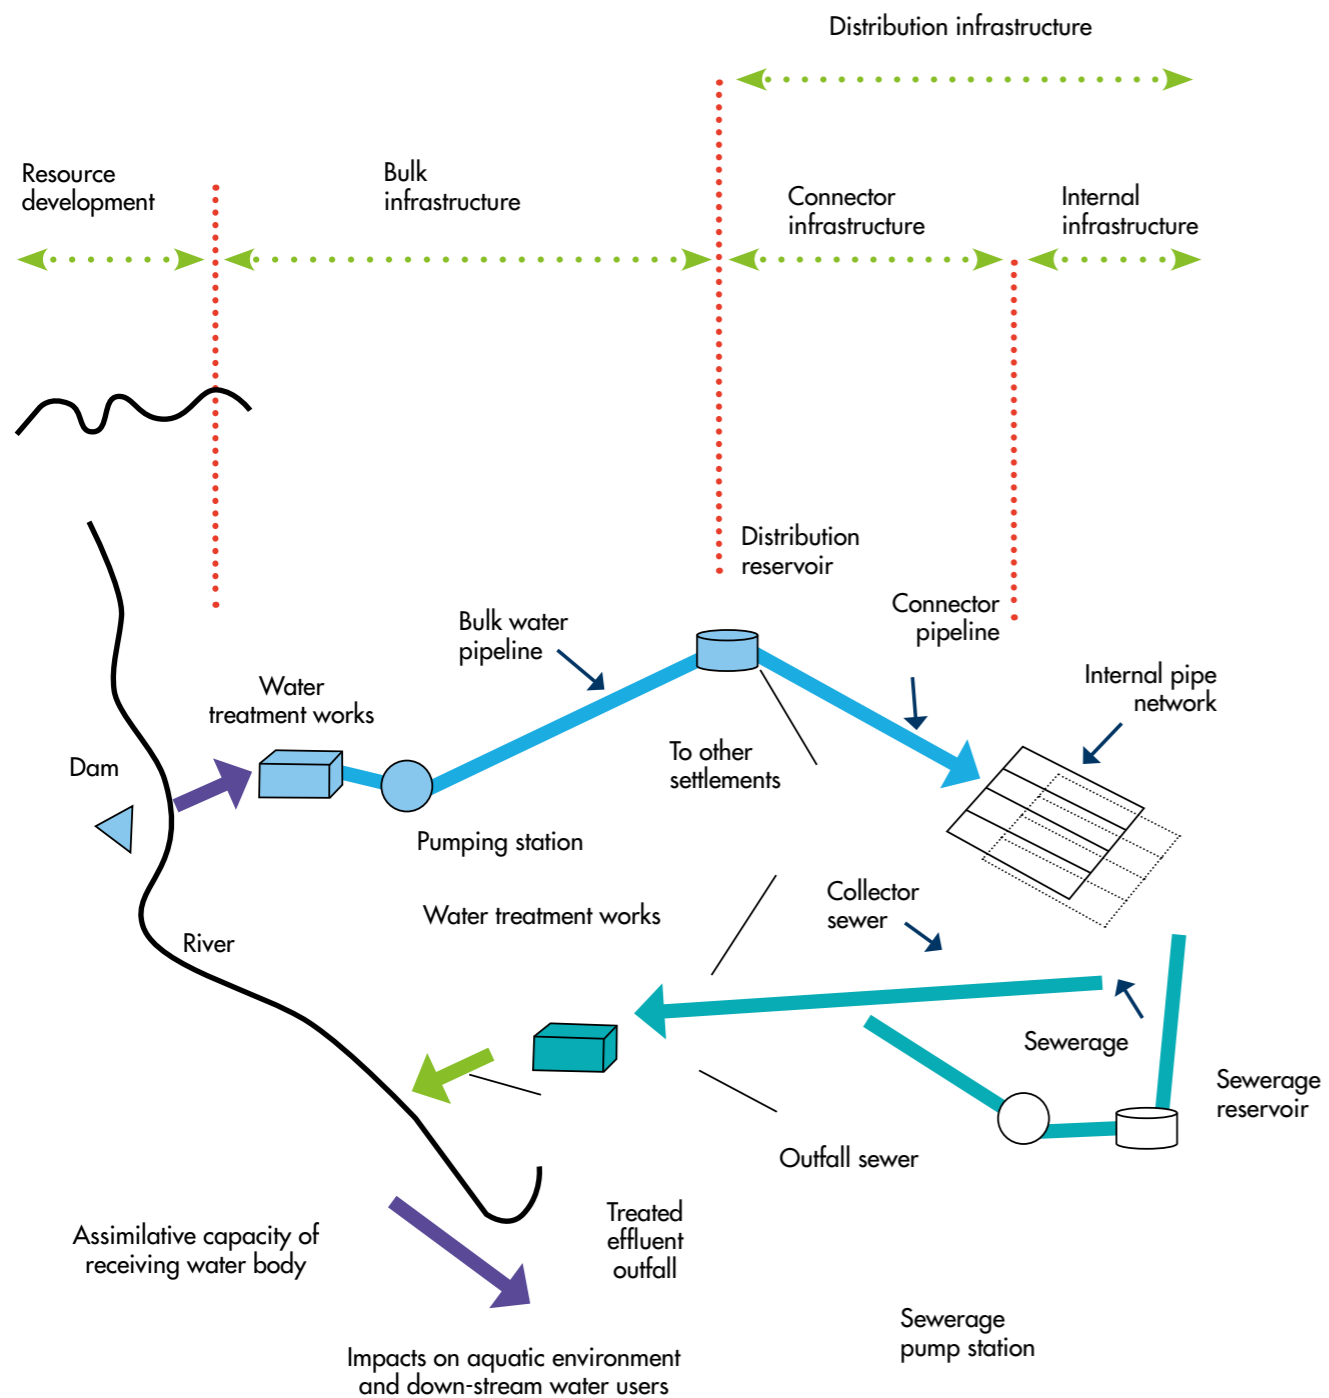 Distribution infrastructure
Resource
development
Bulk
infrastructure
Connector
infrastructure
Internal
infrastructure
Distribution
reservoir
Connector
pipeline
Bulk water
pipeline
Internal pipe
network
Water
treatment works
To other
settlements
Dam
Pumping station
Collector
sewer
Water treatment works
River
Sewerage
Sewerage
reservoir
Outfall sewer
Treated
effluent
outfall
Assimilative capacity of
receiving water body
Sewerage
pump station
Impacts on aquatic environment
and down-stream water users